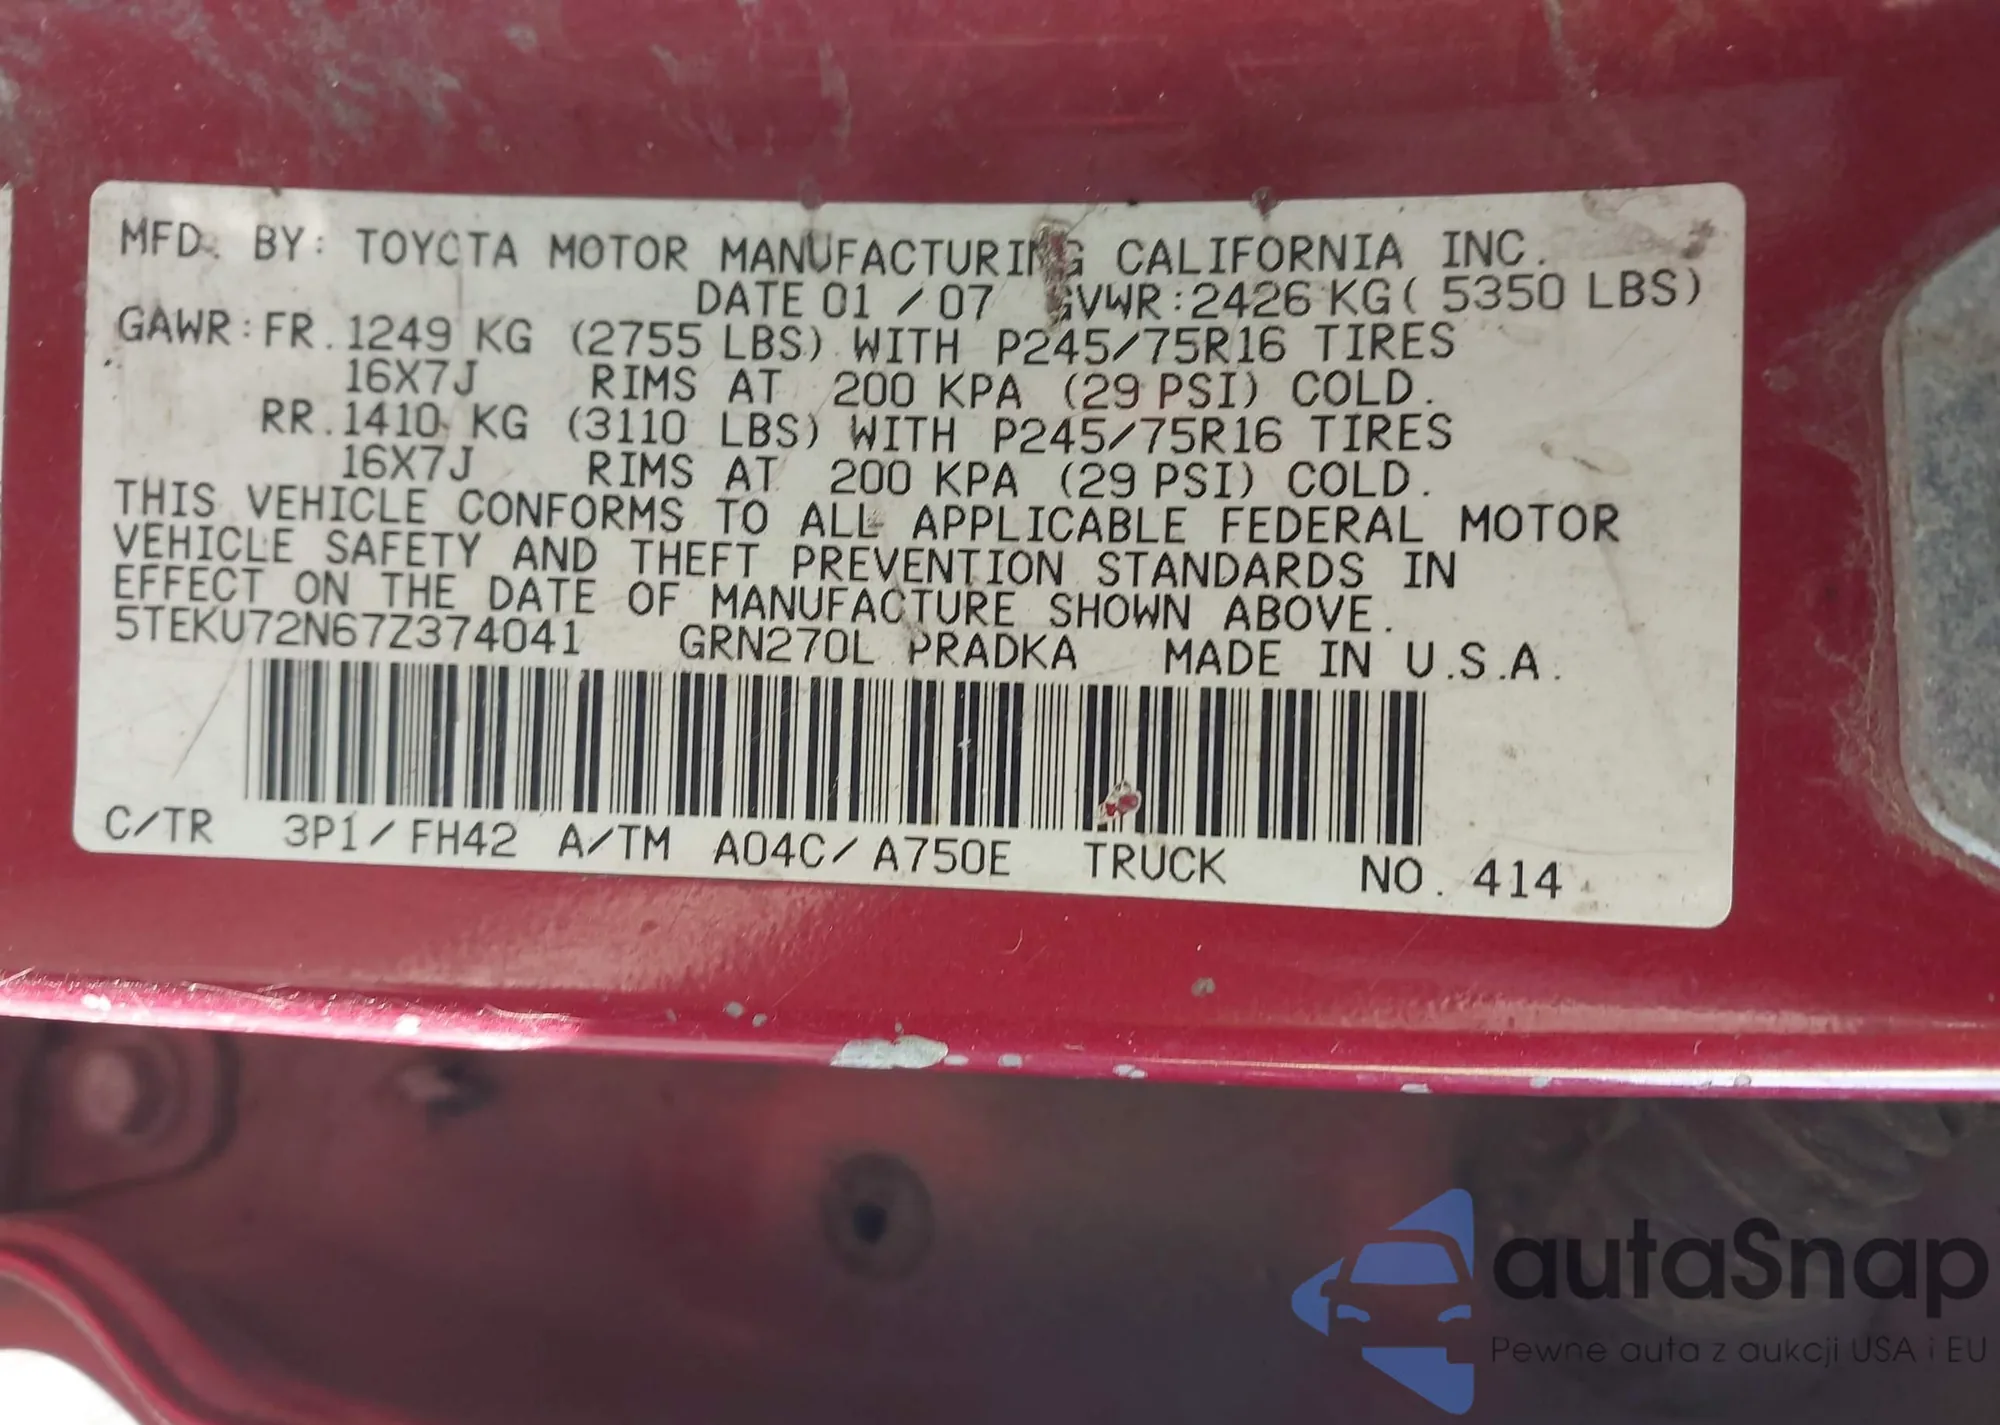 MFD. BY: TOYOTA MOTOR MANUFACTURING CALIFORNIA INC.
DATE 01 / 07 GVWR: 2426 KG ( 5350 LBS)
GAWR: FR. 1249 KG (2755 LBS) WITH P245/75R16 TIRES
16X7J RIMS AT 200 KPA (29 PSI) COLD.
RR. 1410 KG (3110 LBS) WITH P245/75R16 TIRES
16X7J RIMS AT 200 KPA (29 PSI) COLD.
THIS VEHICLE CONFORMS TO ALL APPLICABLE FEDERAL MOTOR
VEHICLE SAFETY AND THEFT PREVENTION STANDARDS IN
EFFECT ON THE DATE OF MANUFACTURE SHOWN ABOVE.
5TEKU72N67Z374041 GRN270L PRADKA MADE IN U.S.A.
C/TR 3P1/ FH42 A/TM A04C/ A750E TRUCK NO. 414
autaSnap
Pewne auta z aukcji USA i EU